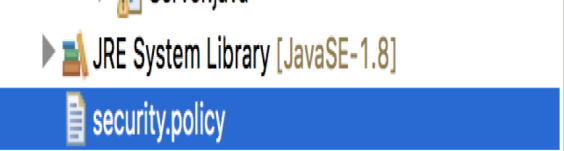 JRE System Library [JavaSE-1.8]
security.policy